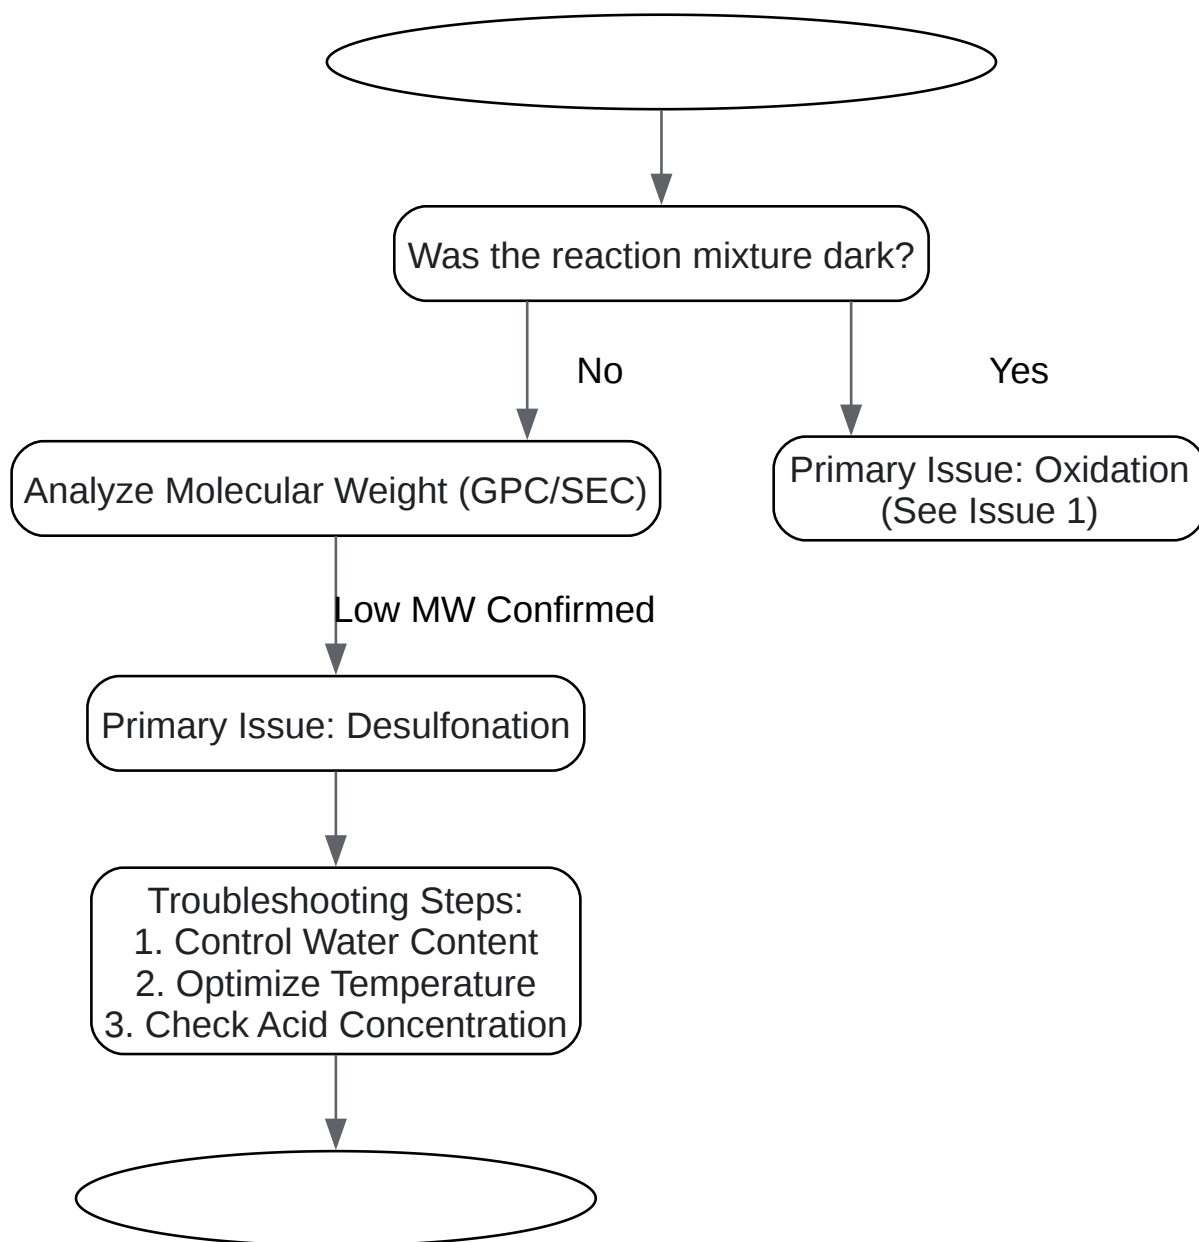 Was the reaction mixture dark?
No
Yes
Analyze Molecular Weight (GPC/SEC)
Primary Issue: Oxidation
(See Issue 1)
Low MW Confirmed
Primary Issue: Desulfonation
Troubleshooting Steps:
1. Control Water Content
2. Optimize Temperature
3. Check Acid Concentration